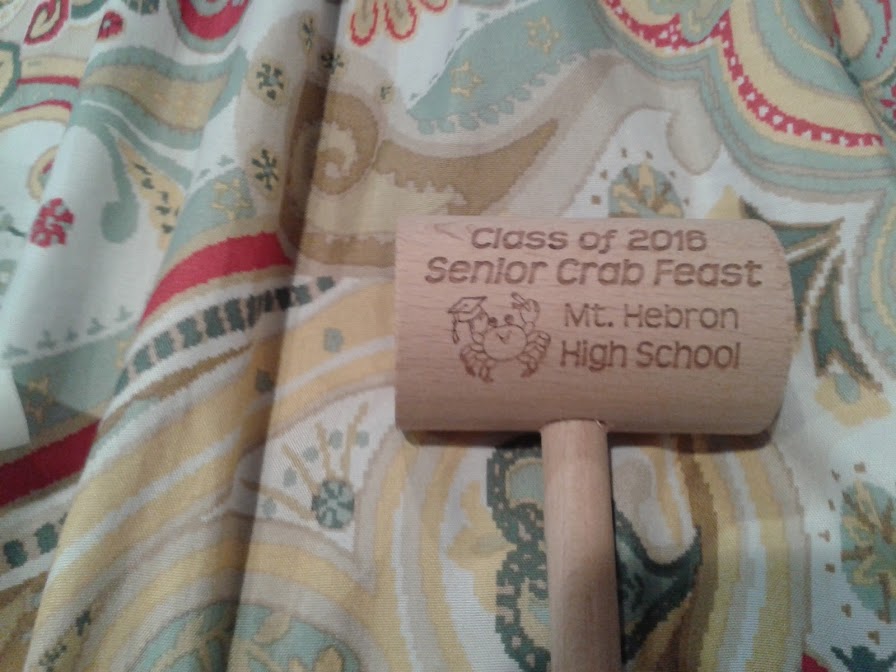 Class of 2016
Senior Crab Feast
Mt. Hebron
High School